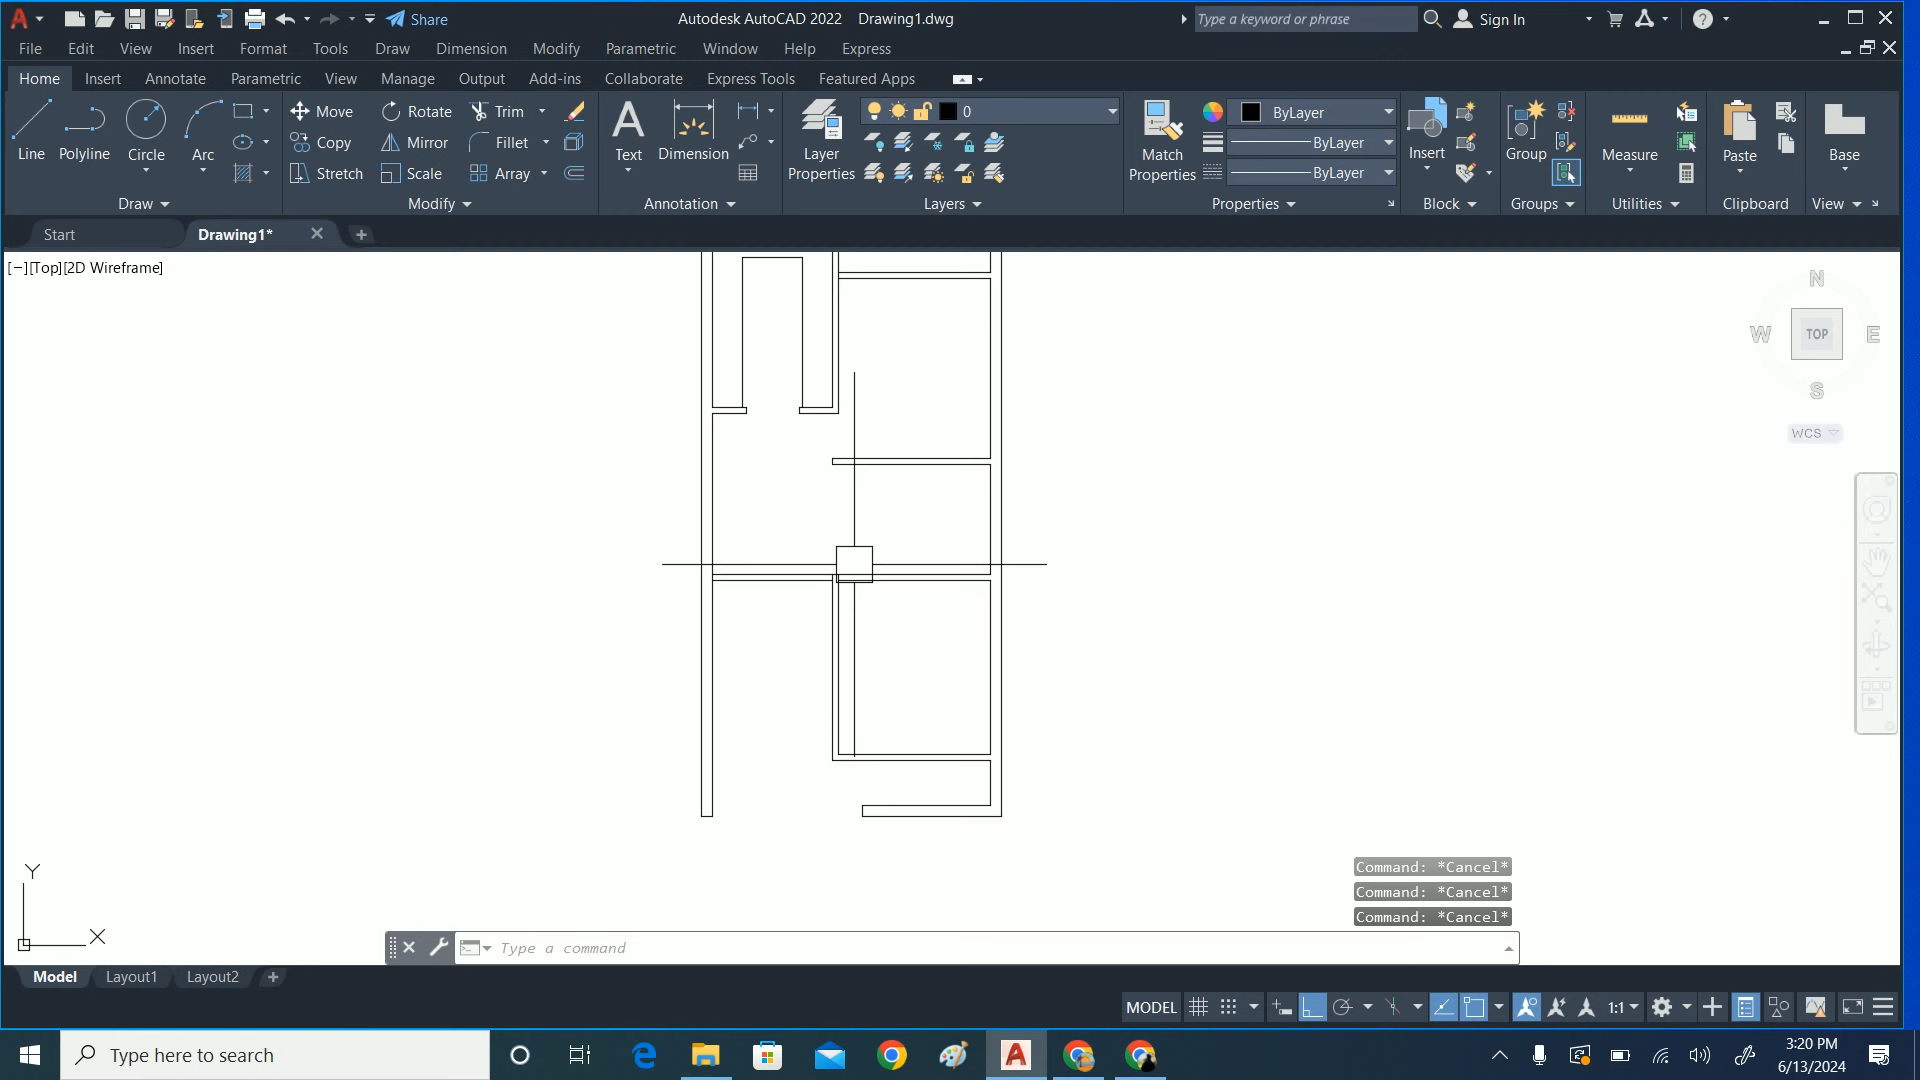 Share
Autodesk AutoCAD 2022 Drawing1.dwg
Type a keyword or phrase
Sign In
File Edit View Insert Format Tools Draw Dimension Modify Parametric Window Help Express
Home Insert Annotate Parametric View Manage Output Add-ins Collaborate Express Tools Featured Apps
Line Polyline Circle Arc
Move Rotate Trim
Copy Mirror Fillet
Stretch Scale Array
Text Dimension
Layer Properties
0
Match Properties
ByLayer
ByLayer
ByLayer
Insert
Group
Measure
Paste
Base
Draw Modify Annotation Layers Properties Block Groups Utilities Clipboard View
Start Drawing1*
[−][Top][2D Wireframe]
N
W TOP E
S
WCS
Y
X
Command: *Cancel*
Command: *Cancel*
Command: *Cancel*
Type a command
Model Layout1 Layout2
MODEL 1:1
Type here to search
3:20 PM
6/13/2024